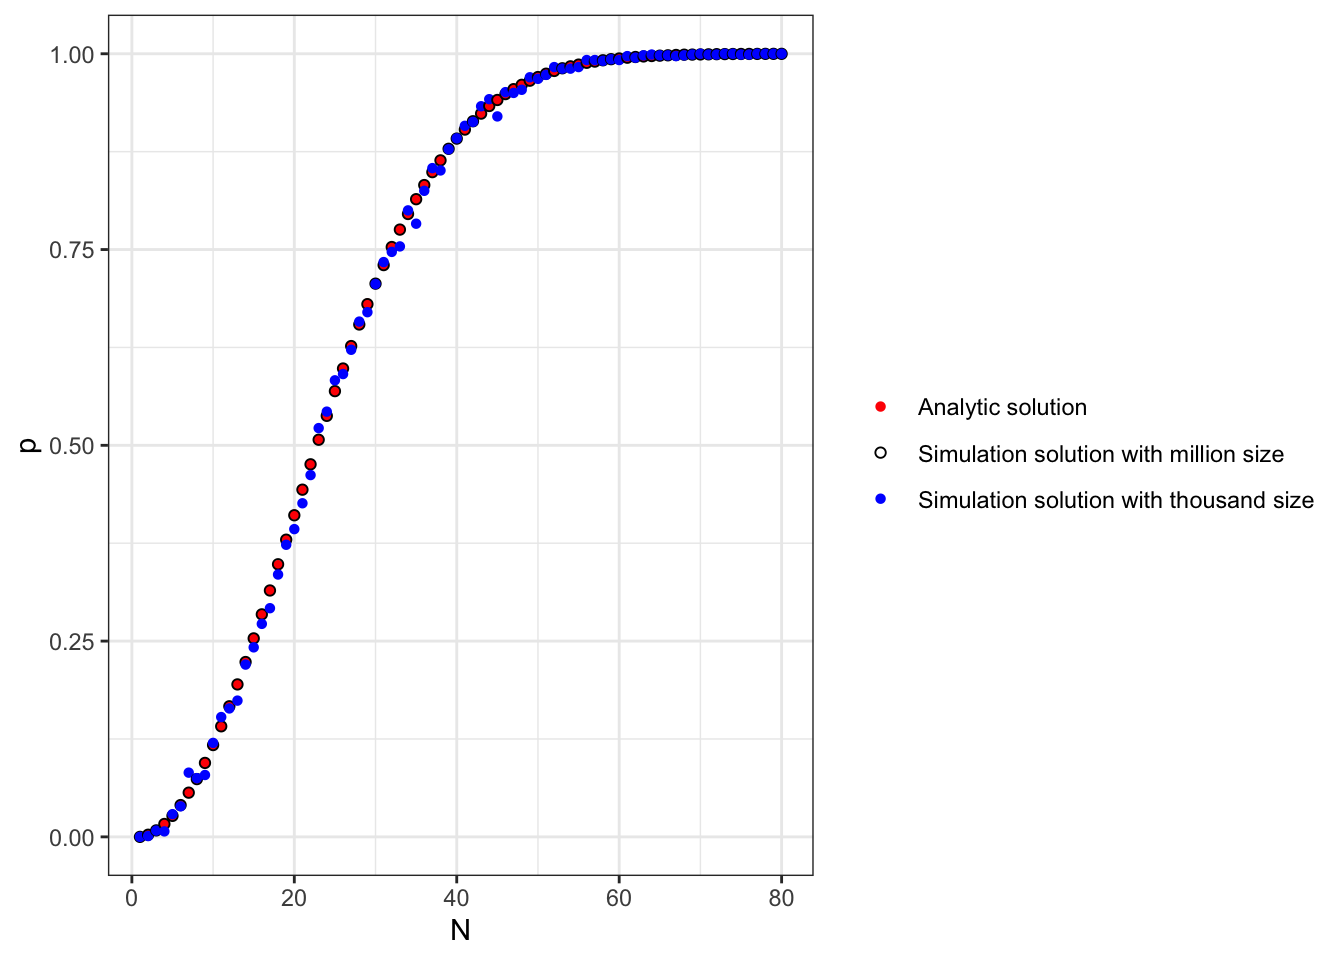 1.00
0.75
0.50
0.25
0.00
p
0 20 40 60 80
N
Analytic solution
Simulation solution with million size
Simulation solution with thousand size